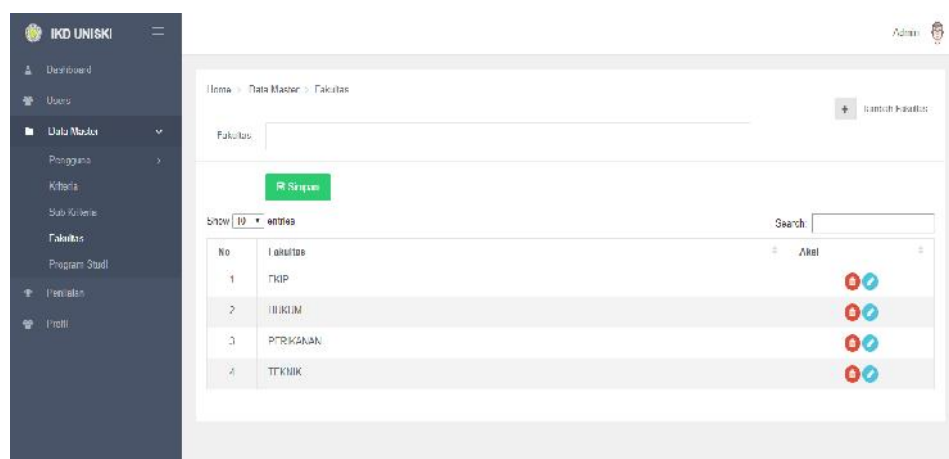 IKD UNISKI
Admin
Dashboard
Users
Data Master
Pengguna
Kriteria
Sub Kriteria
Fakultas
Program Studi
Penilaian
Profil
Home > Data Master > Fakultas
+ Tambah Fakultas
Fakultas
Simpan
Show 10 entries
Search:
No Fakultas Aksi
1 FKIP
2 HUKUM
3 PERIKANAN
4 TEKNIK